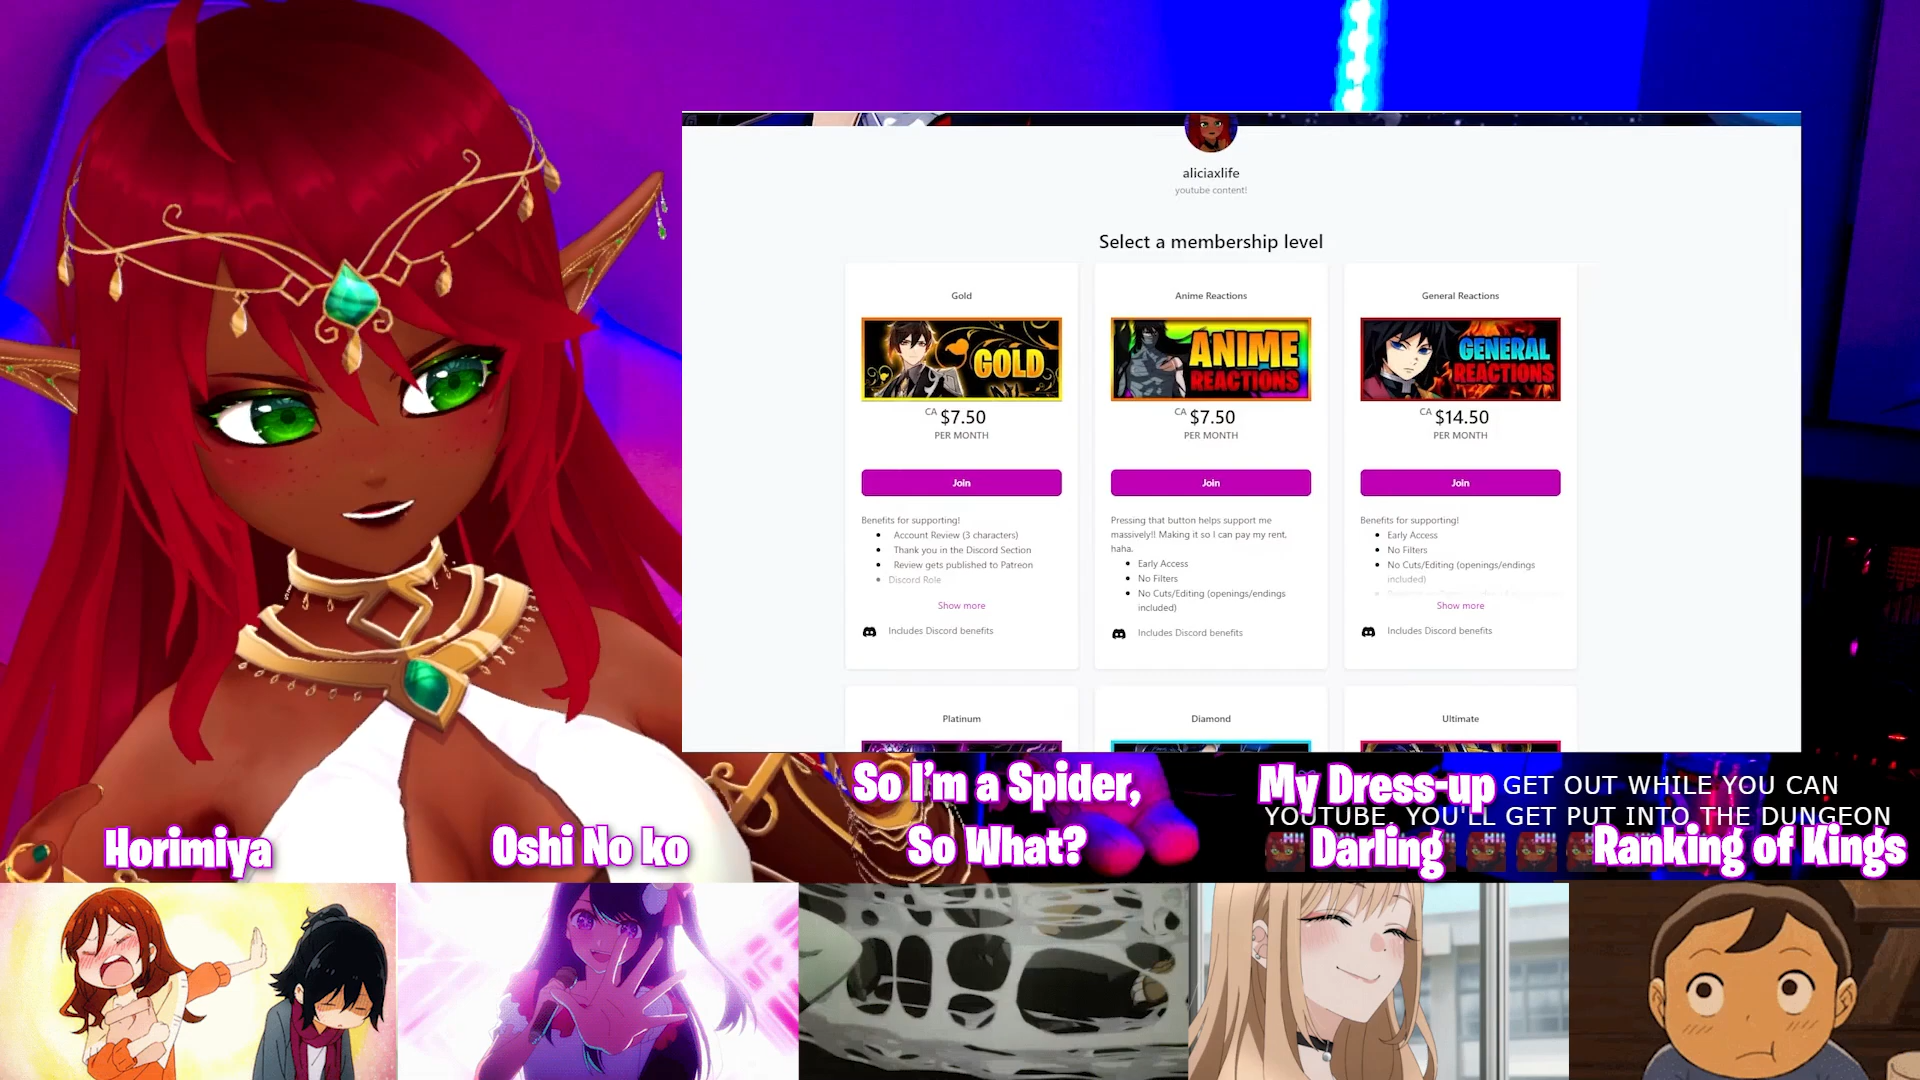 aliciaxlife
youtube content!
Select a membership level
Gold
GOLD
CA $7.50
PER MONTH
Join
Benefits for supporting!
Account Review (3 characters)
Thank you in the Discord Section
Review gets published to Patreon
Discord Role
Show more
Includes Discord benefits
Anime Reactions
ANIME
REACTIONS
CA $7.50
PER MONTH
Join
Pressing that button helps support me
massively!! Making it so I can pay my rent,
haha.
Early Access
No Filters
No Cuts/Editing (openings/endings
included)
Includes Discord benefits
General Reactions
GENERAL
REACTIONS
CA $14.50
PER MONTH
Join
Benefits for supporting!
Early Access
No Filters
No Cuts/Editing (openings/endings
included)
Show more
Includes Discord benefits
Platinum
Diamond
Ultimate
GET OUT WHILE YOU CAN
YOUTUBE, YOU'LL GET PUT INTO THE DUNGEON
Horimiya
Oshi No ko
So I'm a Spider,
So What?
My Dress-up
Darling
Ranking of Kings